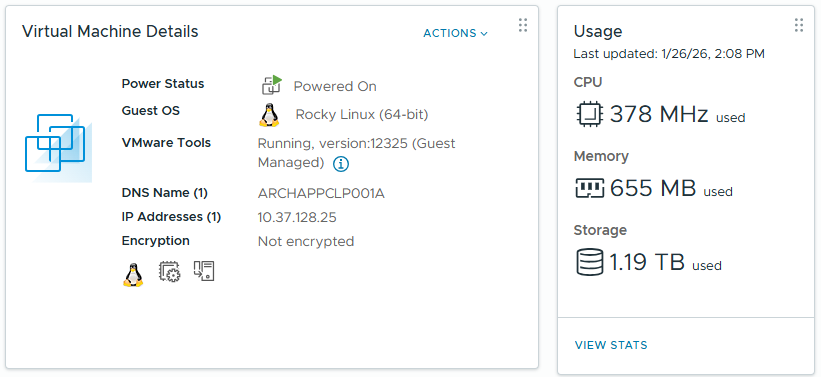 Virtual Machine Details
ACTIONS
Power Status
Powered On
Guest OS
Rocky Linux (64-bit)
VMware Tools
Running, version:12325 (Guest
Managed)
DNS Name (1)
ARCHAPPCLP001A
IP Addresses (1)
10.37.128.25
Encryption
Not encrypted
Usage
Last updated: 1/26/26, 2:08 PM
CPU
378 MHz used
Memory
655 MB used
Storage
1.19 TB used
VIEW STATS